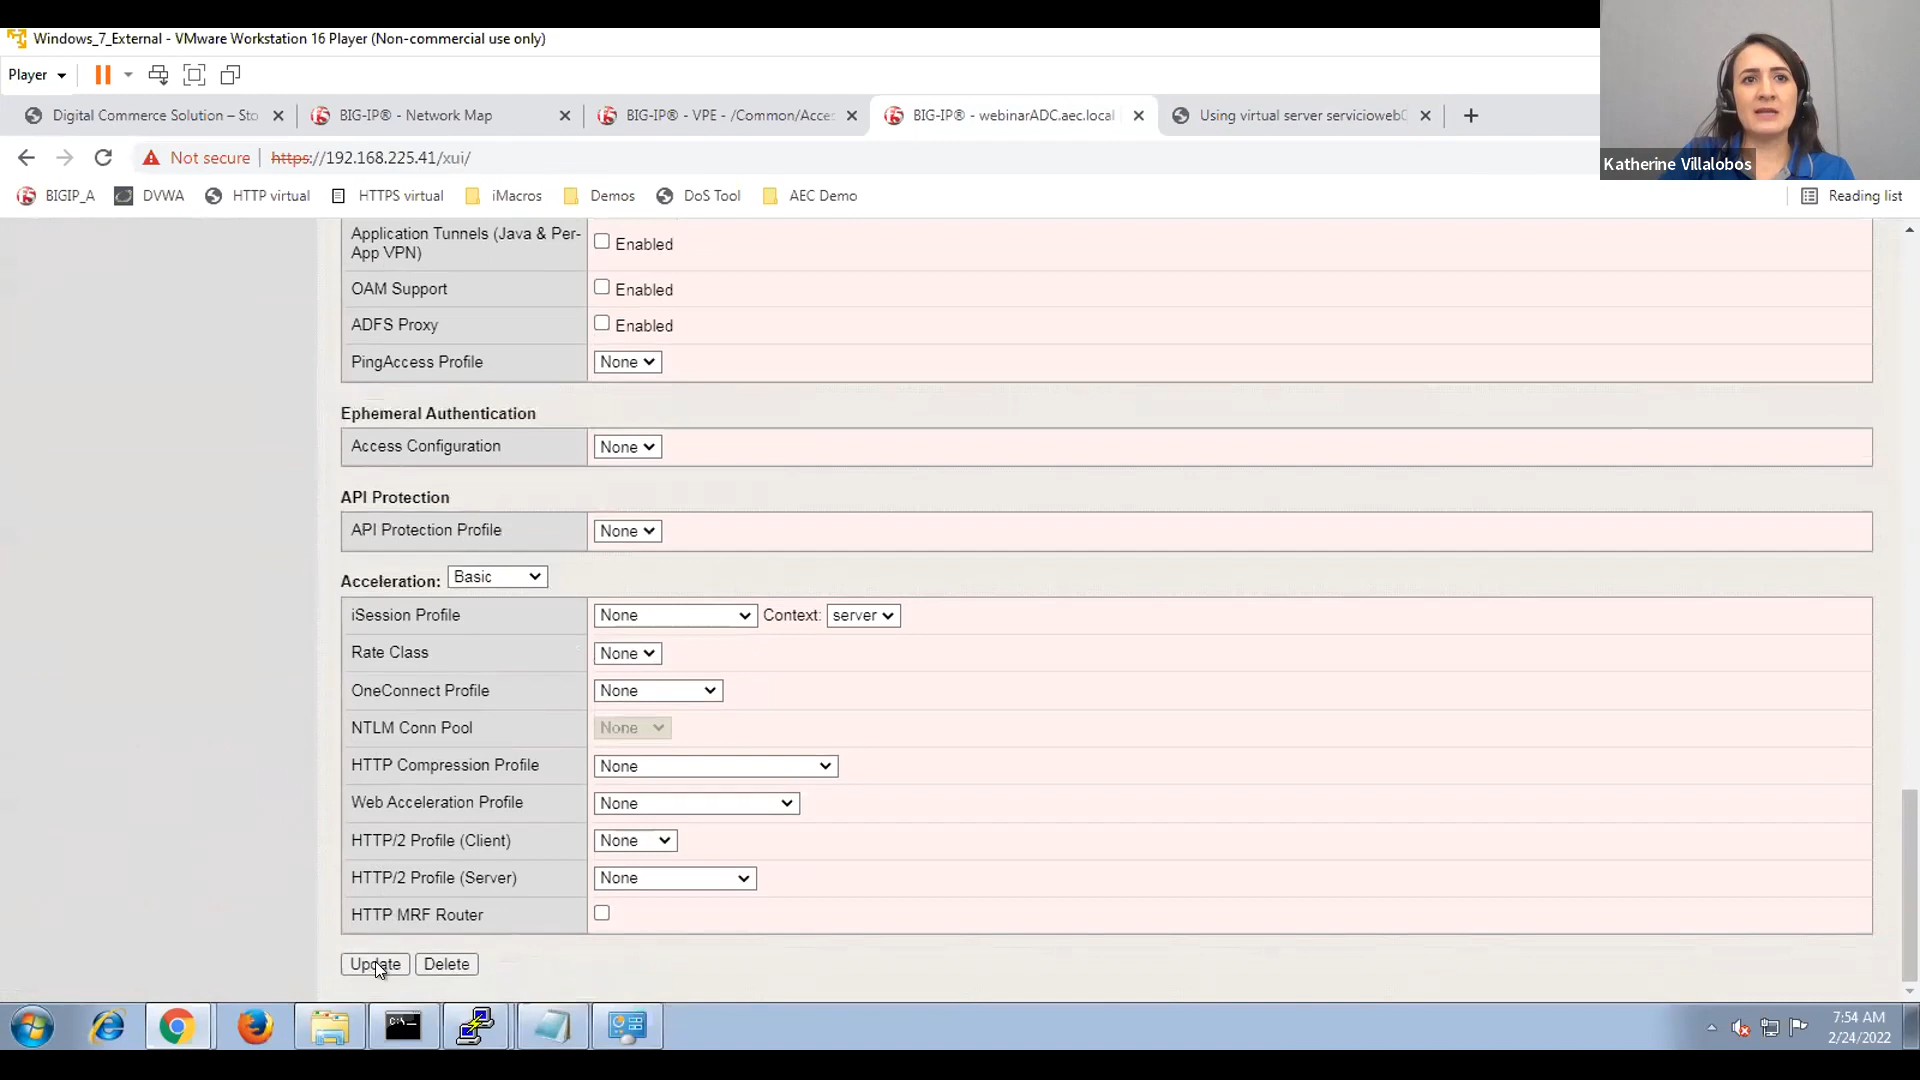 Windows_7_External - VMware Workstation 16 Player (Non-commercial use only)
Player
Digital Commerce Solution – Sto
BIG-IP® - Network Map
BIG-IP® - VPE - /Common/Acce
BIG-IP® - webinarADC.aec.local
Using virtual server serviciowebC
Not secure
https://192.168.225.41/xui/
Katherine Villalobos
BIGIP_A
DVWA
HTTP virtual
HTTPS virtual
iMacros
Demos
DoS Tool
AEC Demo
Reading list
Application Tunnels (Java & Per-
App VPN)
Enabled
OAM Support
Enabled
ADFS Proxy
Enabled
PingAccess Profile
None
Ephemeral Authentication
Access Configuration
None
API Protection
API Protection Profile
None
Acceleration: Basic
iSession Profile
None Context: server
Rate Class
None
OneConnect Profile
None
NTLM Conn Pool
None
HTTP Compression Profile
None
Web Acceleration Profile
None
HTTP/2 Profile (Client)
None
HTTP/2 Profile (Server)
None
HTTP MRF Router
Update Delete
C:\
7:54 AM
2/24/2022